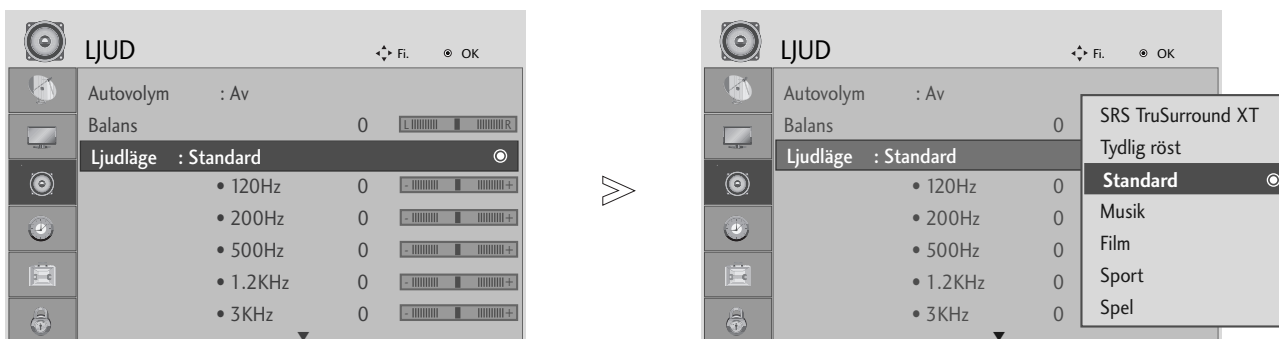 LJUD Fi. OK
Autovolym : Av
Balans 0 L R
Ljudläge : Standard
• 120Hz 0 - +
• 200Hz 0 - +
• 500Hz 0 - +
• 1.2KHz 0 - +
• 3KHz 0 - +
LJUD Fi. OK
Autovolym : Av
Balans 0
Ljudläge : Standard
• 120Hz 0
• 200Hz 0
• 500Hz 0
• 1.2KHz 0
• 3KHz 0
SRS TruSurround XT
Tydlig röst
Standard
Musik
Film
Sport
Spel